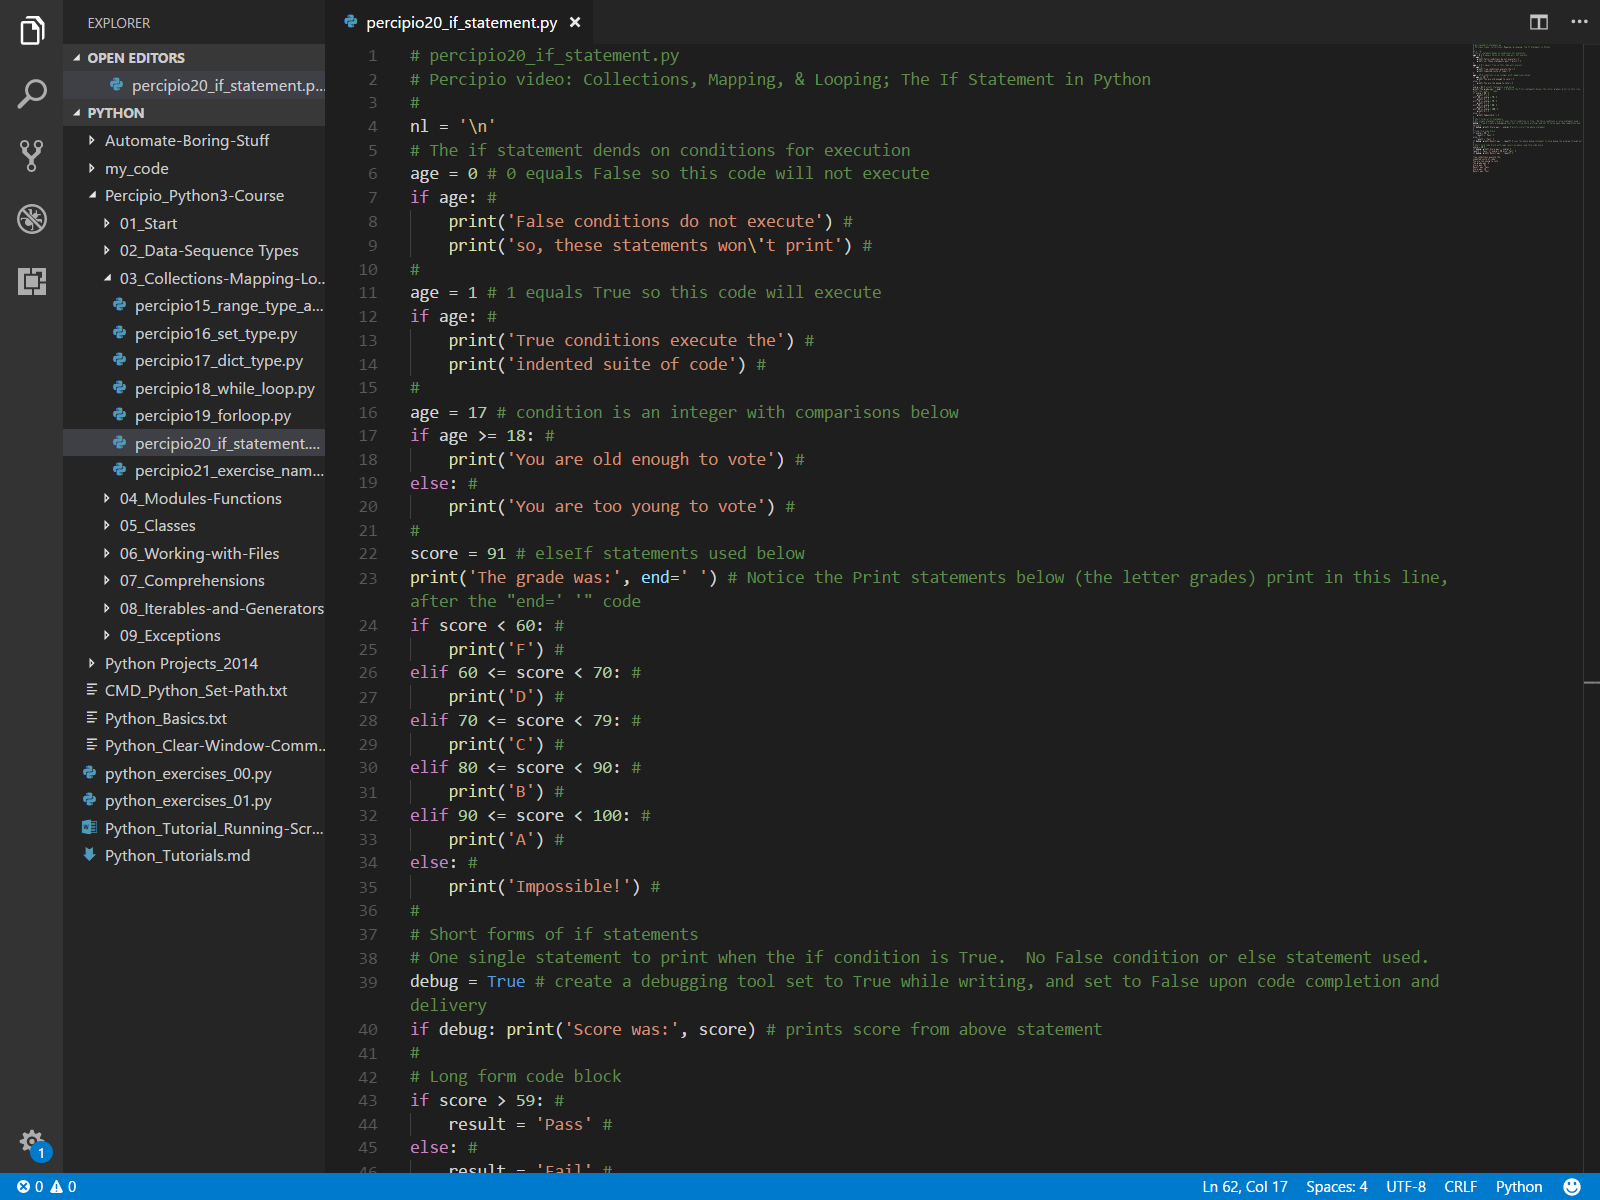 EXPLORER
OPEN EDITORS
percipio20_if_statement.p...
PYTHON
Automate-Boring-Stuff
my_code
Percipio_Python3-Course
01_Start
02_Data-Sequence Types
03_Collections-Mapping-Lo...
percipio15_range_type_a...
percipio16_set_type.py
percipio17_dict_type.py
percipio18_while_loop.py
percipio19_forloop.py
percipio20_if_statement....
percipio21_exercise_nam...
04_Modules-Functions
05_Classes
06_Working-with-Files
07_Comprehensions
08_Iterables-and-Generators
09_Exceptions
Python Projects_2014
CMD_Python_Set-Path.txt
Python_Basics.txt
Python_Clear-Window-Comm...
python_exercises_00.py
python_exercises_01.py
Python_Tutorial_Running-Scr...
Python_Tutorials.md
1
percipio20_if_statement.py ×
1 # percipio20_if_statement.py
2 # Percipio video: Collections, Mapping, & Looping; The If Statement in Python
3 #
4 nl = '\n'
5 # The if statement dends on conditions for execution
6 age = 0 # 0 equals False so this code will not execute
7 if age: #
8     print('False conditions do not execute') #
9     print('so, these statements won\'t print') #
10 #
11 age = 1 # 1 equals True so this code will execute
12 if age: #
13     print('True conditions execute the') #
14     print('indented suite of code') #
15 #
16 age = 17 # condition is an integer with comparisons below
17 if age >= 18: #
18     print('You are old enough to vote') #
19 else: #
20     print('You are too young to vote') #
21 #
22 score = 91 # elseIf statements used below
23 print('The grade was:', end=' ') # Notice the Print statements below (the letter grades) print in this line,
after the "end=' '" code
24 if score < 60: #
25     print('F') #
26 elif 60 <= score < 70: #
27     print('D') #
28 elif 70 <= score < 79: #
29     print('C') #
30 elif 80 <= score < 90: #
31     print('B') #
32 elif 90 <= score < 100: #
33     print('A') #
34 else: #
35     print('Impossible!') #
36 #
37 # Short forms of if statements
38 # One single statement to print when the if condition is True.  No False condition or else statement used.
39 debug = True # create a debugging tool set to True while writing, and set to False upon code completion and
delivery
40 if debug: print('Score was:', score) # prints score from above statement
41 #
42 # Long form code block
43 if score > 59: #
44     result = 'Pass' #
45 else: #
46     result = 'Fail' #
0 0
Ln 62, Col 17 Spaces: 4 UTF-8 CRLF Python